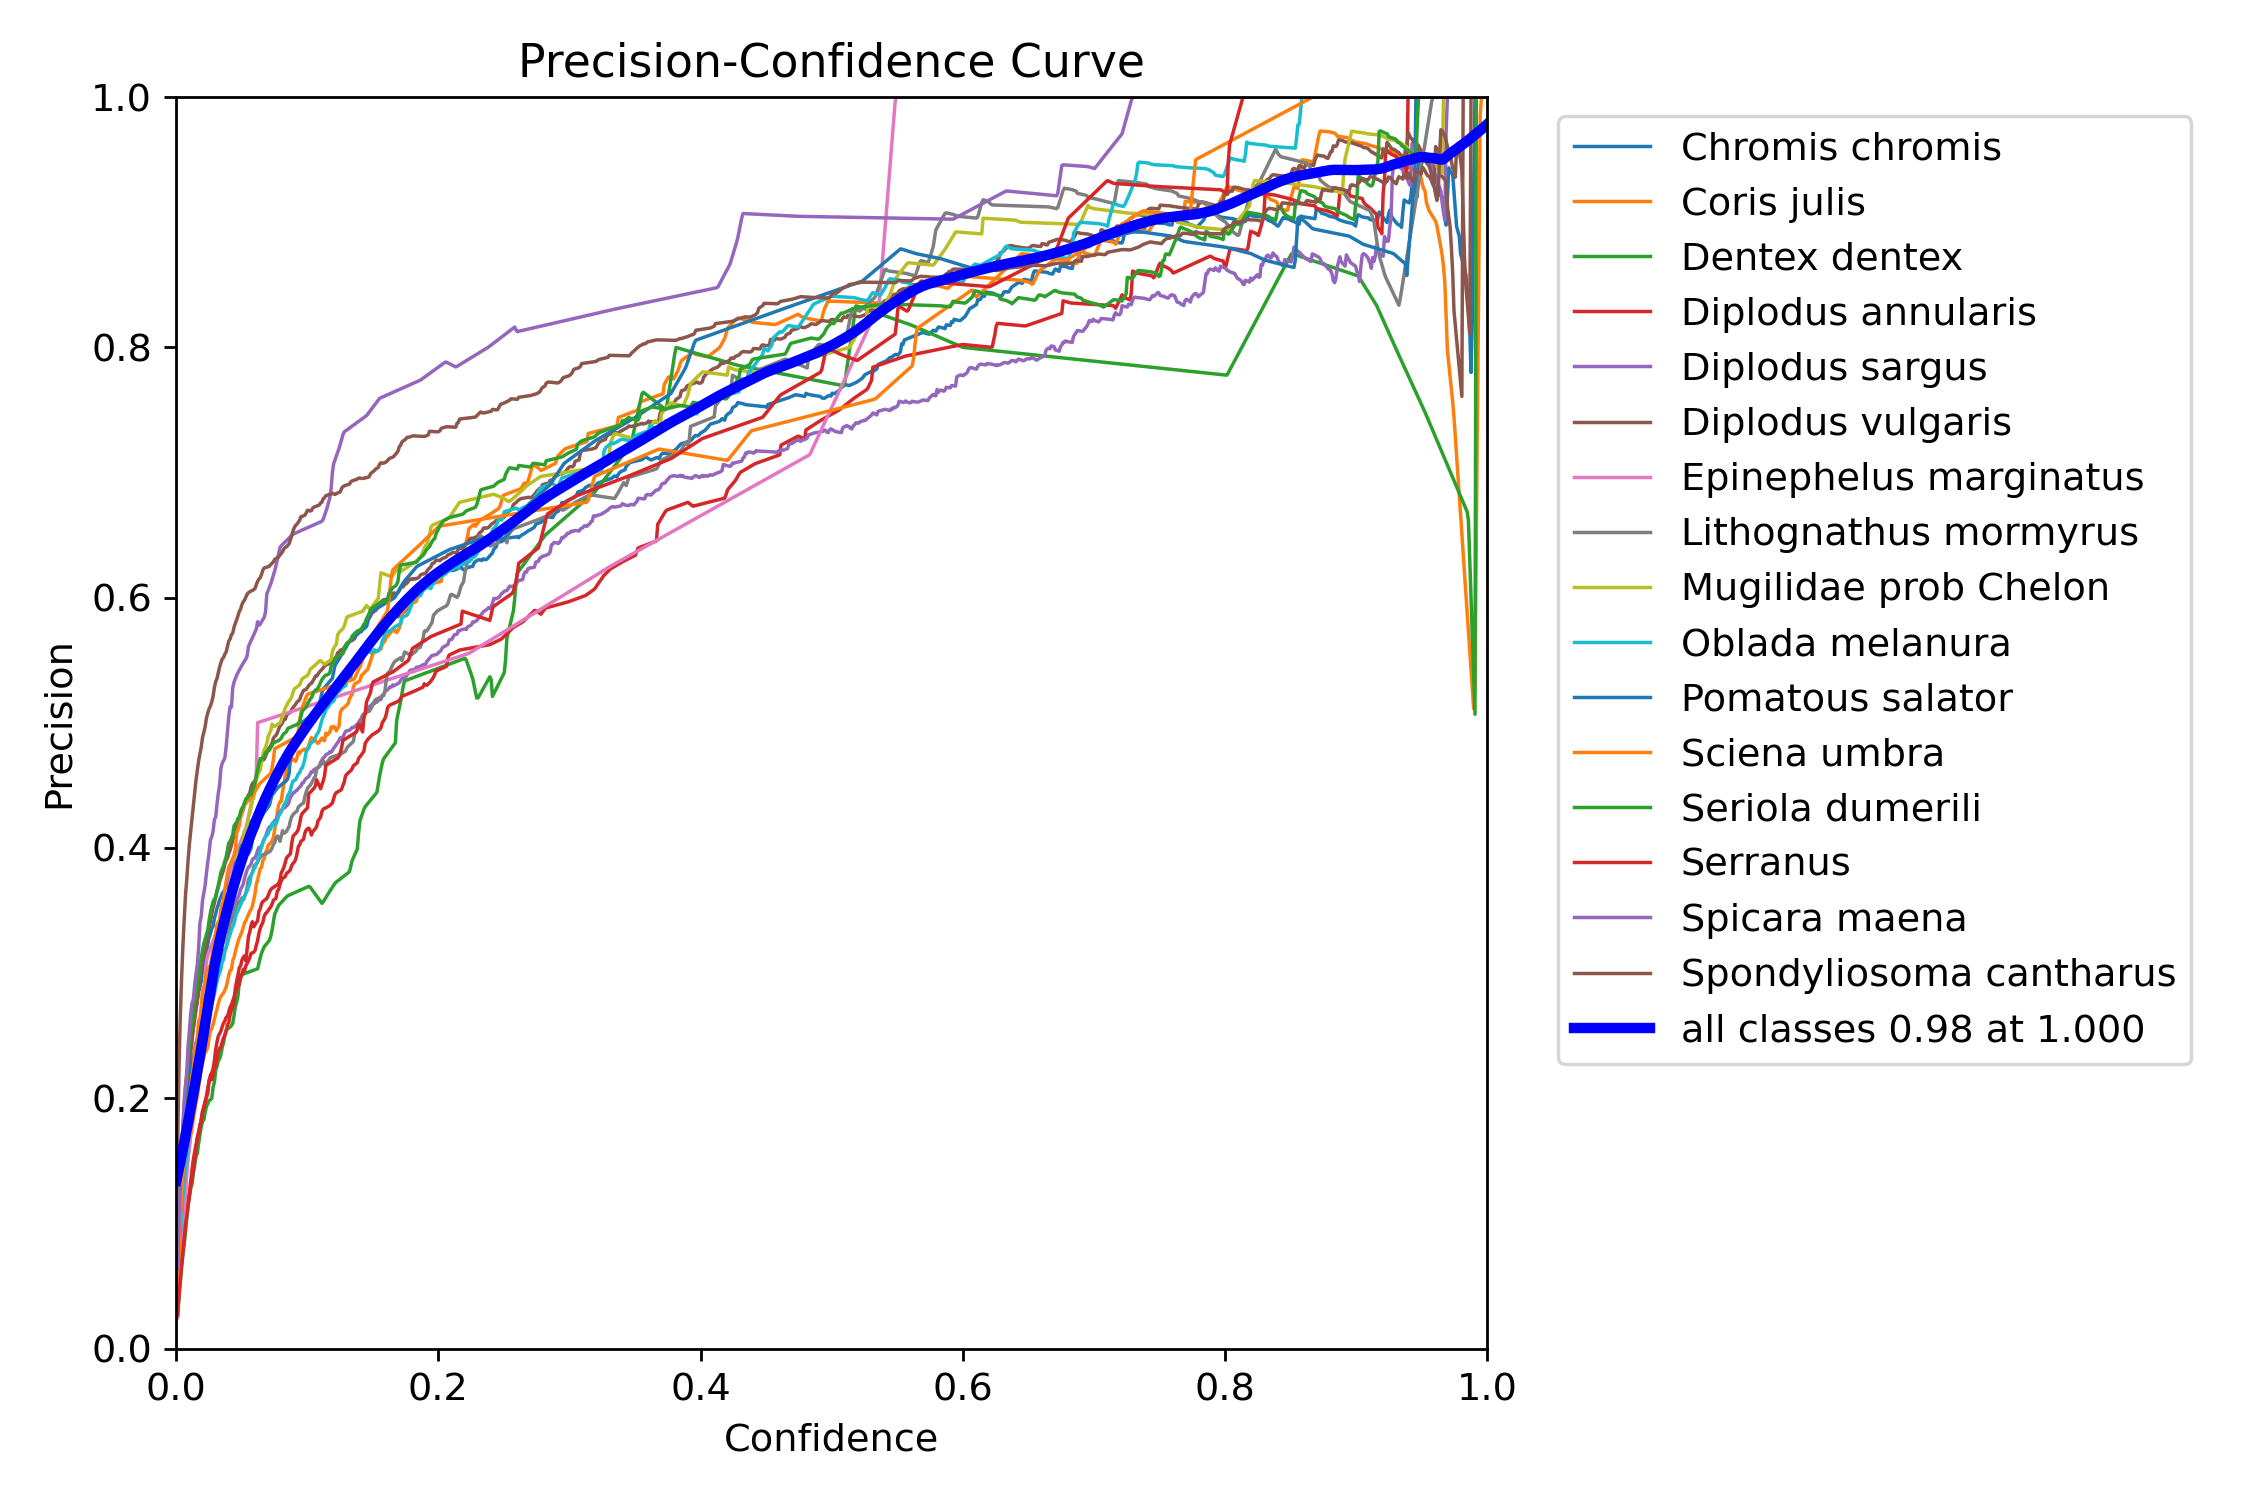 Precision-Confidence Curve
1.0
0.8
0.6
0.4
0.2
0.0
Precision
0.0 0.2 0.4 0.6 0.8 1.0
Confidence
Chromis chromis
Coris julis
Dentex dentex
Diplodus annularis
Diplodus sargus
Diplodus vulgaris
Epinephelus marginatus
Lithognathus mormyrus
Mugilidae prob Chelon
Oblada melanura
Pomatous salator
Sciena umbra
Seriola dumerili
Serranus
Spicara maena
Spondyliosoma cantharus
all classes 0.98 at 1.000